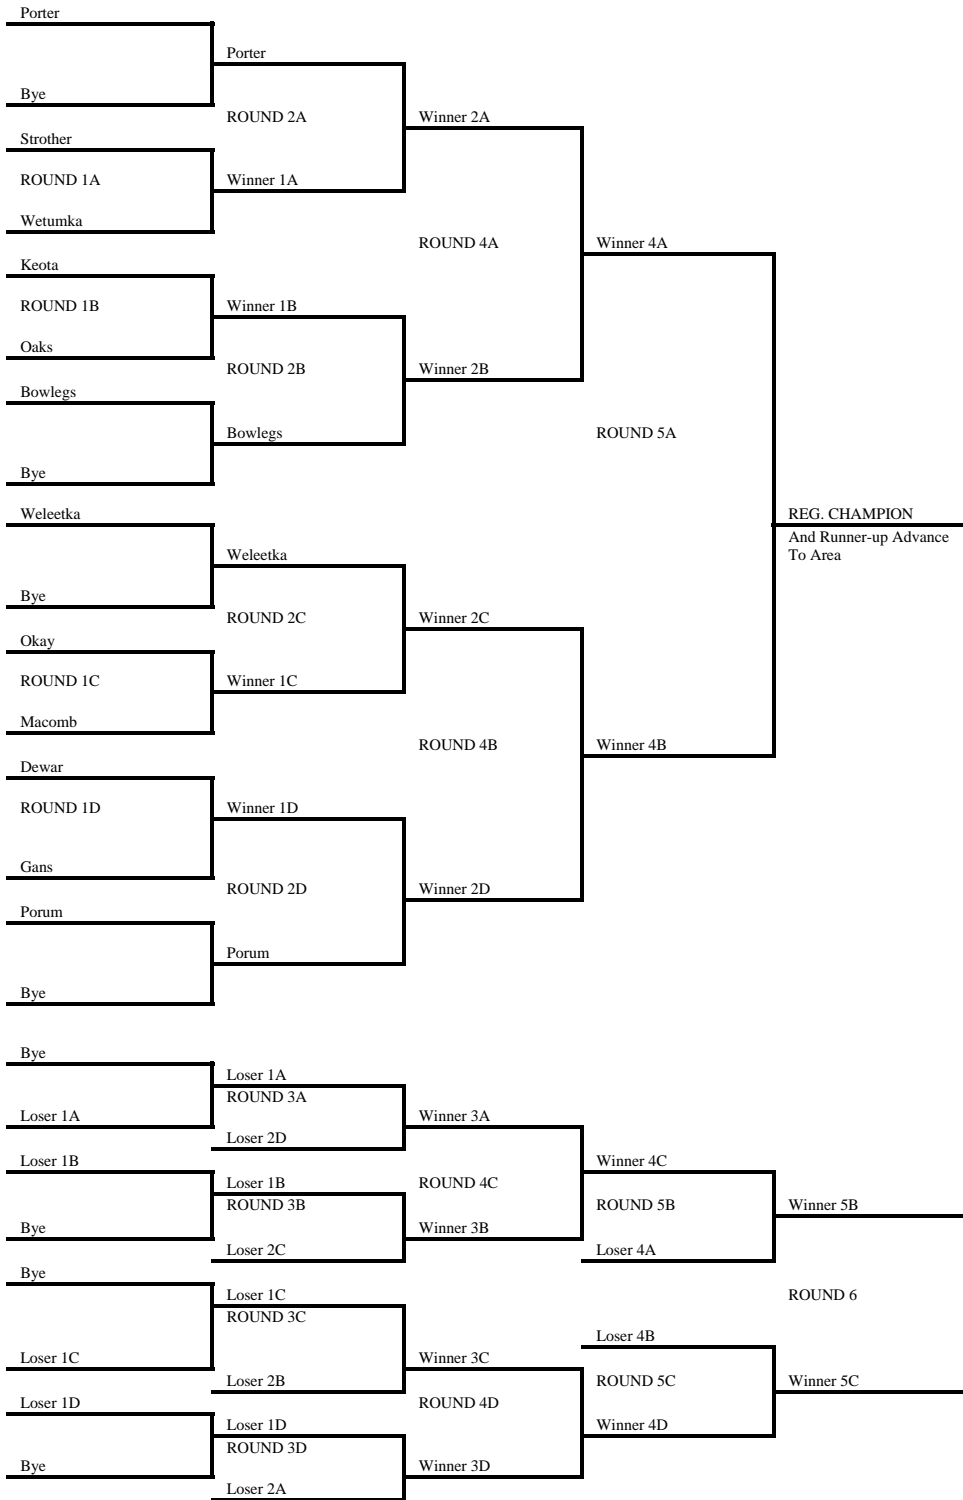 Porter
Porter
Bye
ROUND 2A
Winner 2A
Strother
ROUND 1A
Winner 1A
Wetumka
ROUND 4A
Winner 4A
Keota
ROUND 1B
Winner 1B
Oaks
ROUND 2B
Winner 2B
Bowlegs
Bowlegs
ROUND 5A
Bye
Weleetka
REG. CHAMPION
And Runner-up Advance
To Area
Weleetka
Bye
ROUND 2C
Winner 2C
Okay
ROUND 1C
Winner 1C
Macomb
ROUND 4B
Winner 4B
Dewar
ROUND 1D
Winner 1D
Gans
ROUND 2D
Winner 2D
Porum
Porum
Bye
Bye
Loser 1A
ROUND 3A
Loser 1A
Winner 3A
Loser 2D
Loser 1B
Winner 4C
Loser 1B
ROUND 4C
ROUND 3B
ROUND 5B
Winner 5B
Bye
Winner 3B
Loser 2C
Loser 4A
Bye
Loser 1C
ROUND 6
ROUND 3C
Loser 4B
Loser 1C
Winner 3C
Loser 2B
ROUND 5C
Winner 5C
Loser 1D
ROUND 4D
Loser 1D
Winner 4D
ROUND 3D
Bye
Winner 3D
Loser 2A